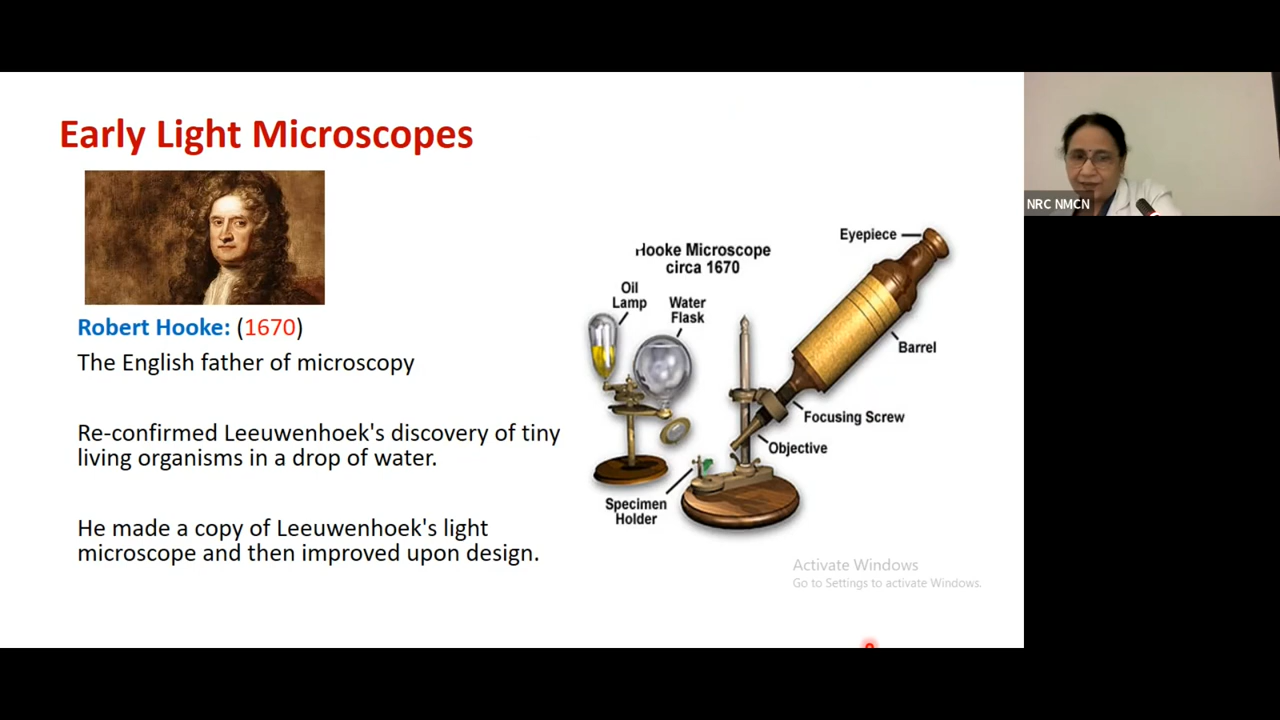 Early Light Microscopes
Robert Hooke: (1670)
The English father of microscopy
Re-confirmed Leeuwenhoek's discovery of tiny
living organisms in a drop of water.
He made a copy of Leeuwenhoek's light
microscope and then improved upon design.
Hooke Microscope
circa 1670
Oil
Lamp
Water
Flask
Eyepiece
Barrel
Focusing Screw
Objective
Specimen
Holder
Activate Windows
Go to Settings to activate Windows.
NRC NMCN